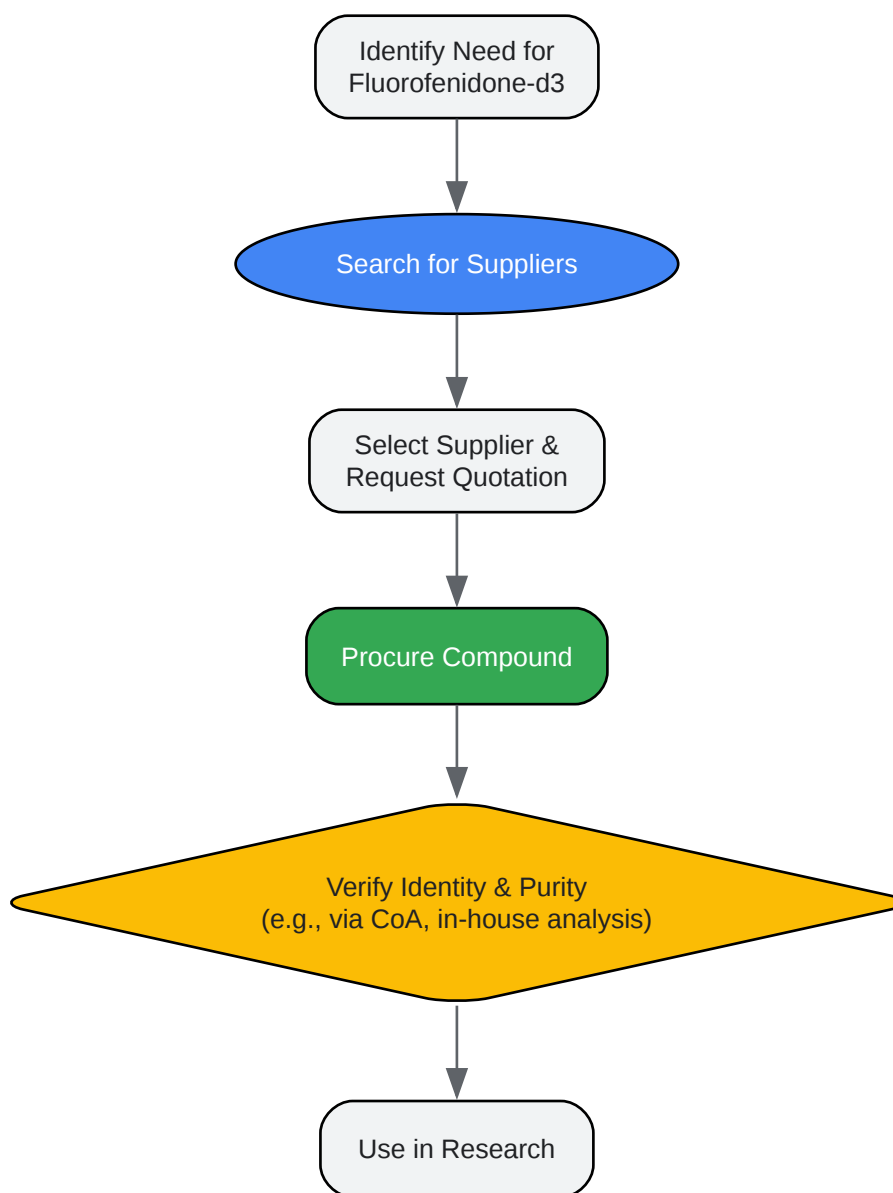 Identify Need for
Fluorofenidone-d3
Search for Suppliers
Select Supplier &
Request Quotation
Procure Compound
Verify Identity & Purity
(e.g., via CoA, in-house analysis)
Use in Research